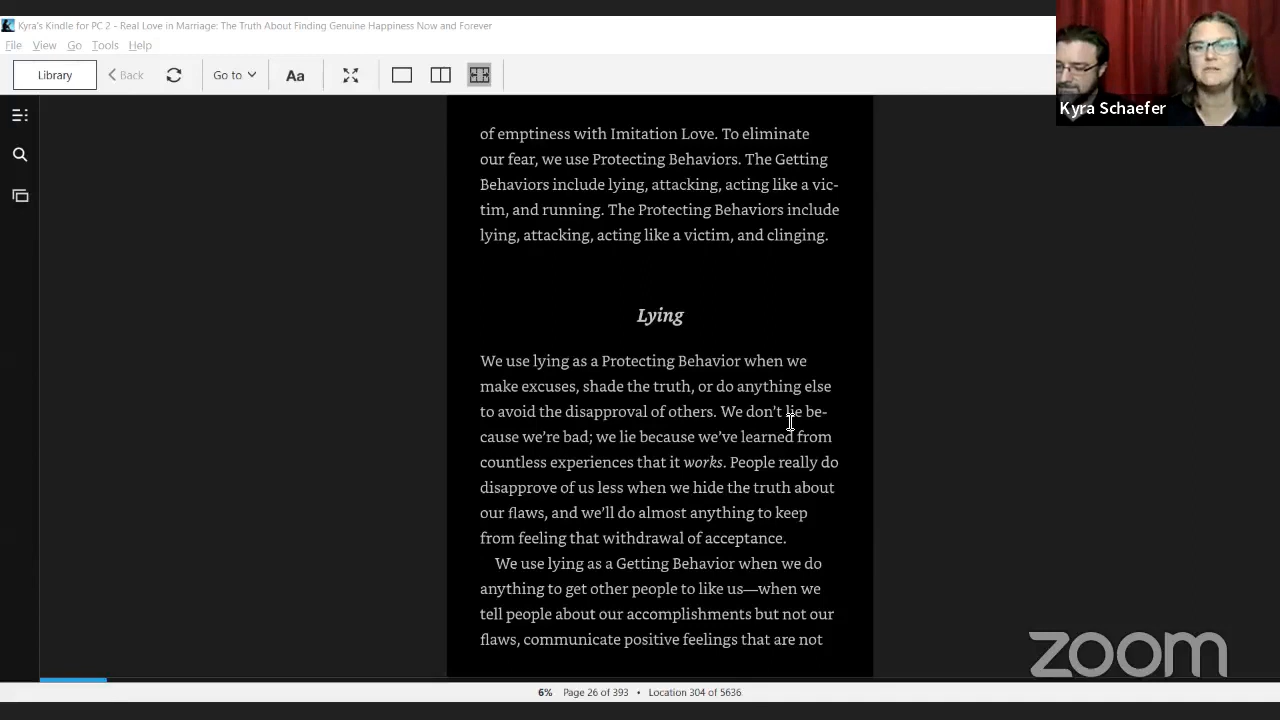 Kyra's Kindle for PC 2 - Real Love in Marriage: The Truth About Finding Genuine Happiness Now and Forever
File View Go Tools Help
Library Back Go to Aa
Kyra Schaefer
of emptiness with Imitation Love. To eliminate
our fear, we use Protecting Behaviors. The Getting
Behaviors include lying, attacking, acting like a vic-
tim, and running. The Protecting Behaviors include
lying, attacking, acting like a victim, and clinging.
Lying
We use lying as a Protecting Behavior when we
make excuses, shade the truth, or do anything else
to avoid the disapproval of others. We don't lie be-
cause we're bad; we lie because we've learned from
countless experiences that it works. People really do
disapprove of us less when we hide the truth about
our flaws, and we'll do almost anything to keep
from feeling that withdrawal of acceptance.
We use lying as a Getting Behavior when we do
anything to get other people to like us—when we
tell people about our accomplishments but not our
flaws, communicate positive feelings that are not
zoom
6% Page 26 of 393 • Location 304 of 5636